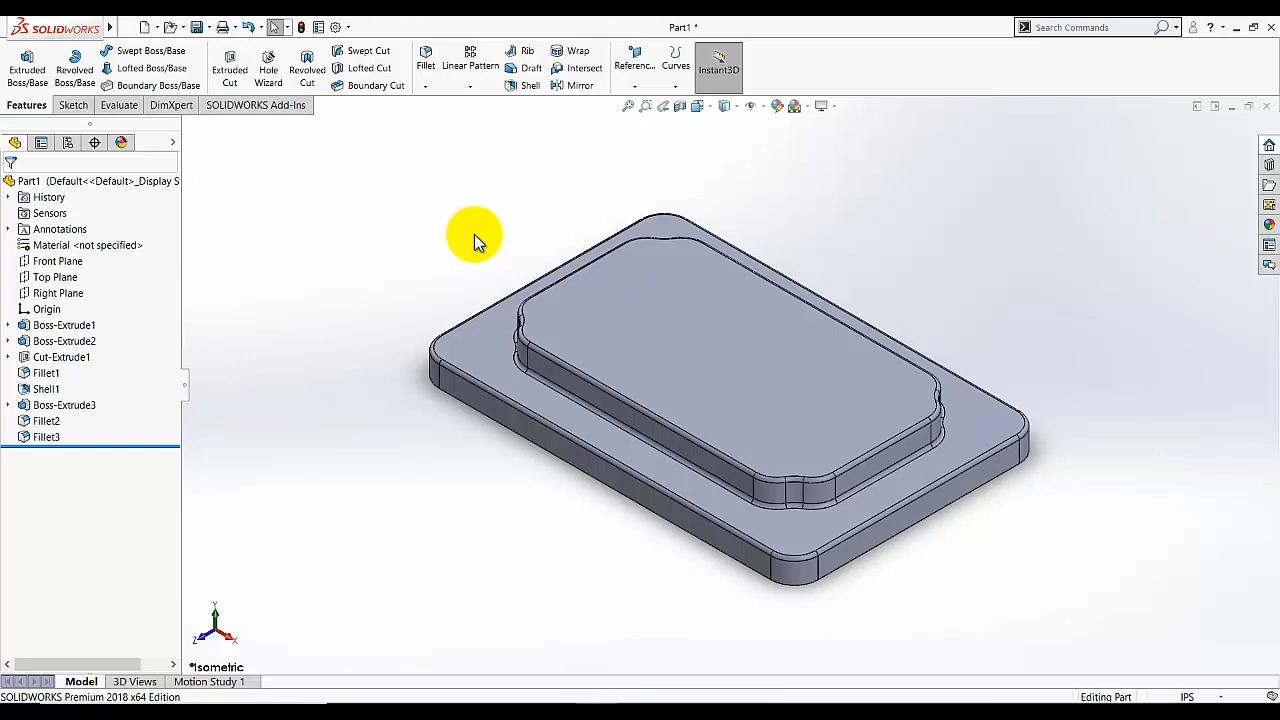 SOLIDWORKS
Part1 *
Search Commands
?
Extruded Boss/Base
Revolved Boss/Base
Swept Boss/Base
Lofted Boss/Base
Boundary Boss/Base
Extruded Cut
Hole Wizard
Revolved Cut
Swept Cut
Lofted Cut
Boundary Cut
Fillet
Linear Pattern
Rib
Draft
Shell
Wrap
Intersect
Mirror
Referenc...
Curves
Instant3D
Features
Sketch
Evaluate
DimXpert
SOLIDWORKS Add-Ins
Part1 (Default<<Default>_Display S
History
Sensors
Annotations
Material <not specified>
Front Plane
Top Plane
Right Plane
Origin
Boss-Extrude1
Boss-Extrude2
Cut-Extrude1
Fillet1
Shell1
Boss-Extrude3
Fillet2
Fillet3
Y
Z
X
*Isometric
Model
3D Views
Motion Study 1
SOLIDWORKS Premium 2018 x64 Edition
Editing Part
IPS